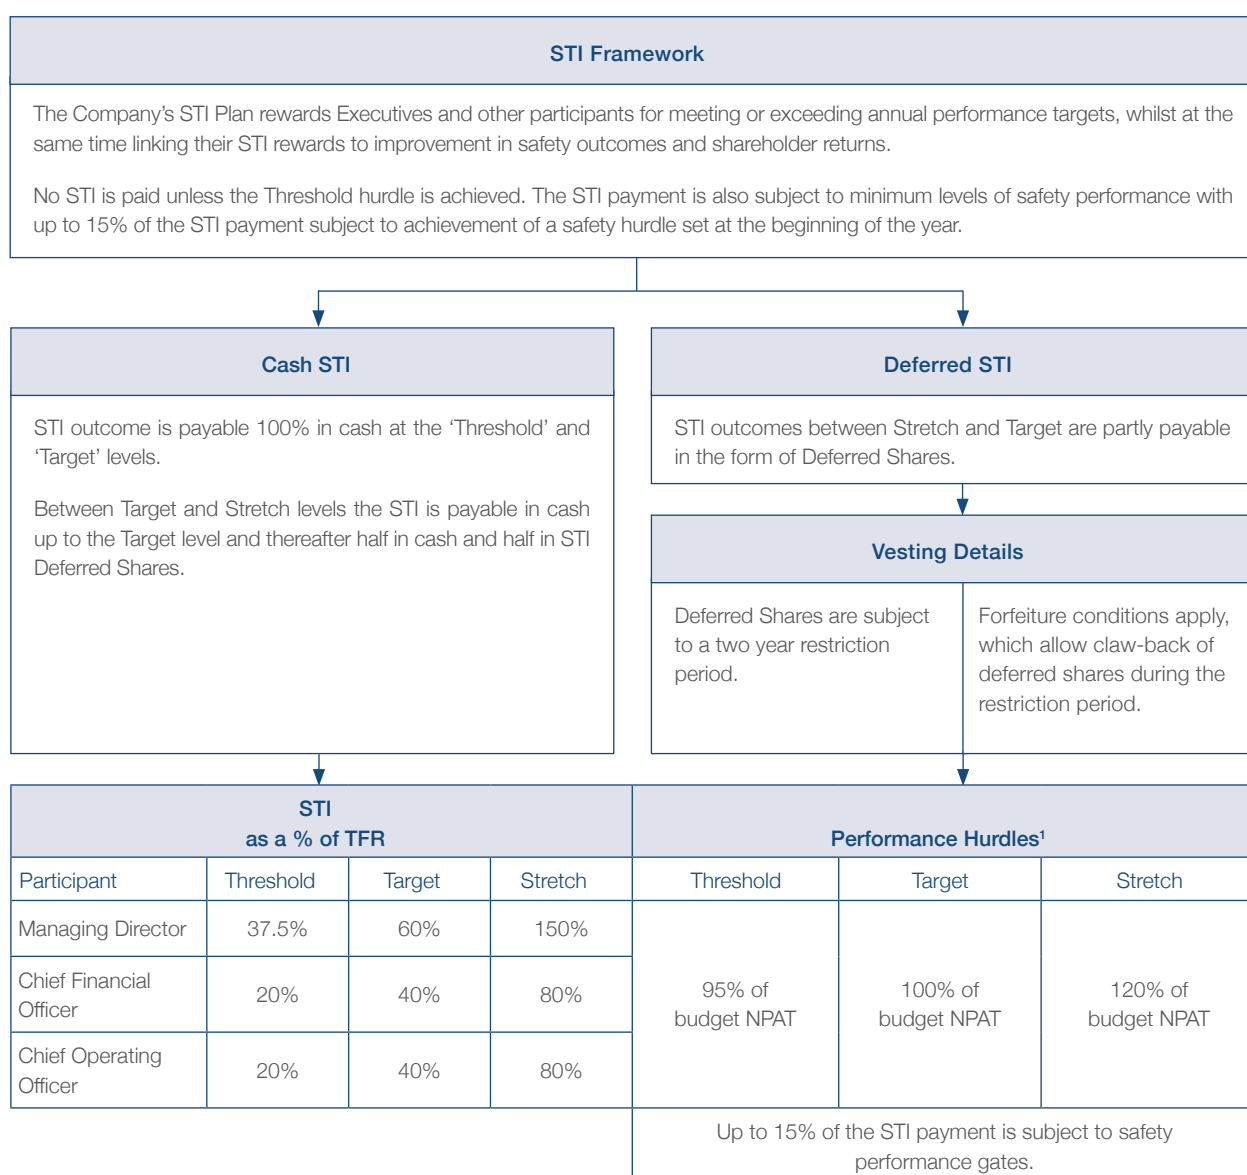 STI Framework
The Company’s STI Plan rewards Executives and other participants for meeting or exceeding annual performance targets, whilst at the
same time linking their STI rewards to improvement in safety outcomes and shareholder returns.
No STI is paid unless the Threshold hurdle is achieved. The STI payment is also subject to minimum levels of safety performance with
up to 15% of the STI payment subject to achievement of a safety hurdle set at the beginning of the year.
Cash STI
STI outcome is payable 100% in cash at the ‘Threshold’ and
‘Target’ levels.
Between Target and Stretch levels the STI is payable in cash
up to the Target level and thereafter half in cash and half in STI
Deferred Shares.
Deferred STI
STI outcomes between Stretch and Target are partly payable
in the form of Deferred Shares.
Vesting Details
Deferred Shares are subject
to a two year restriction
period.
Forfeiture conditions apply,
which allow claw-back of
deferred shares during the
restriction period.
STI
as a % of TFR
Performance Hurdles¹
Participant Threshold Target Stretch Threshold Target Stretch
Managing Director 37.5% 60% 150%
Chief Financial
Officer 20% 40% 80%
Chief Operating
Officer 20% 40% 80%
95% of
budget NPAT
100% of
budget NPAT
120% of
budget NPAT
Up to 15% of the STI payment is subject to safety
performance gates.